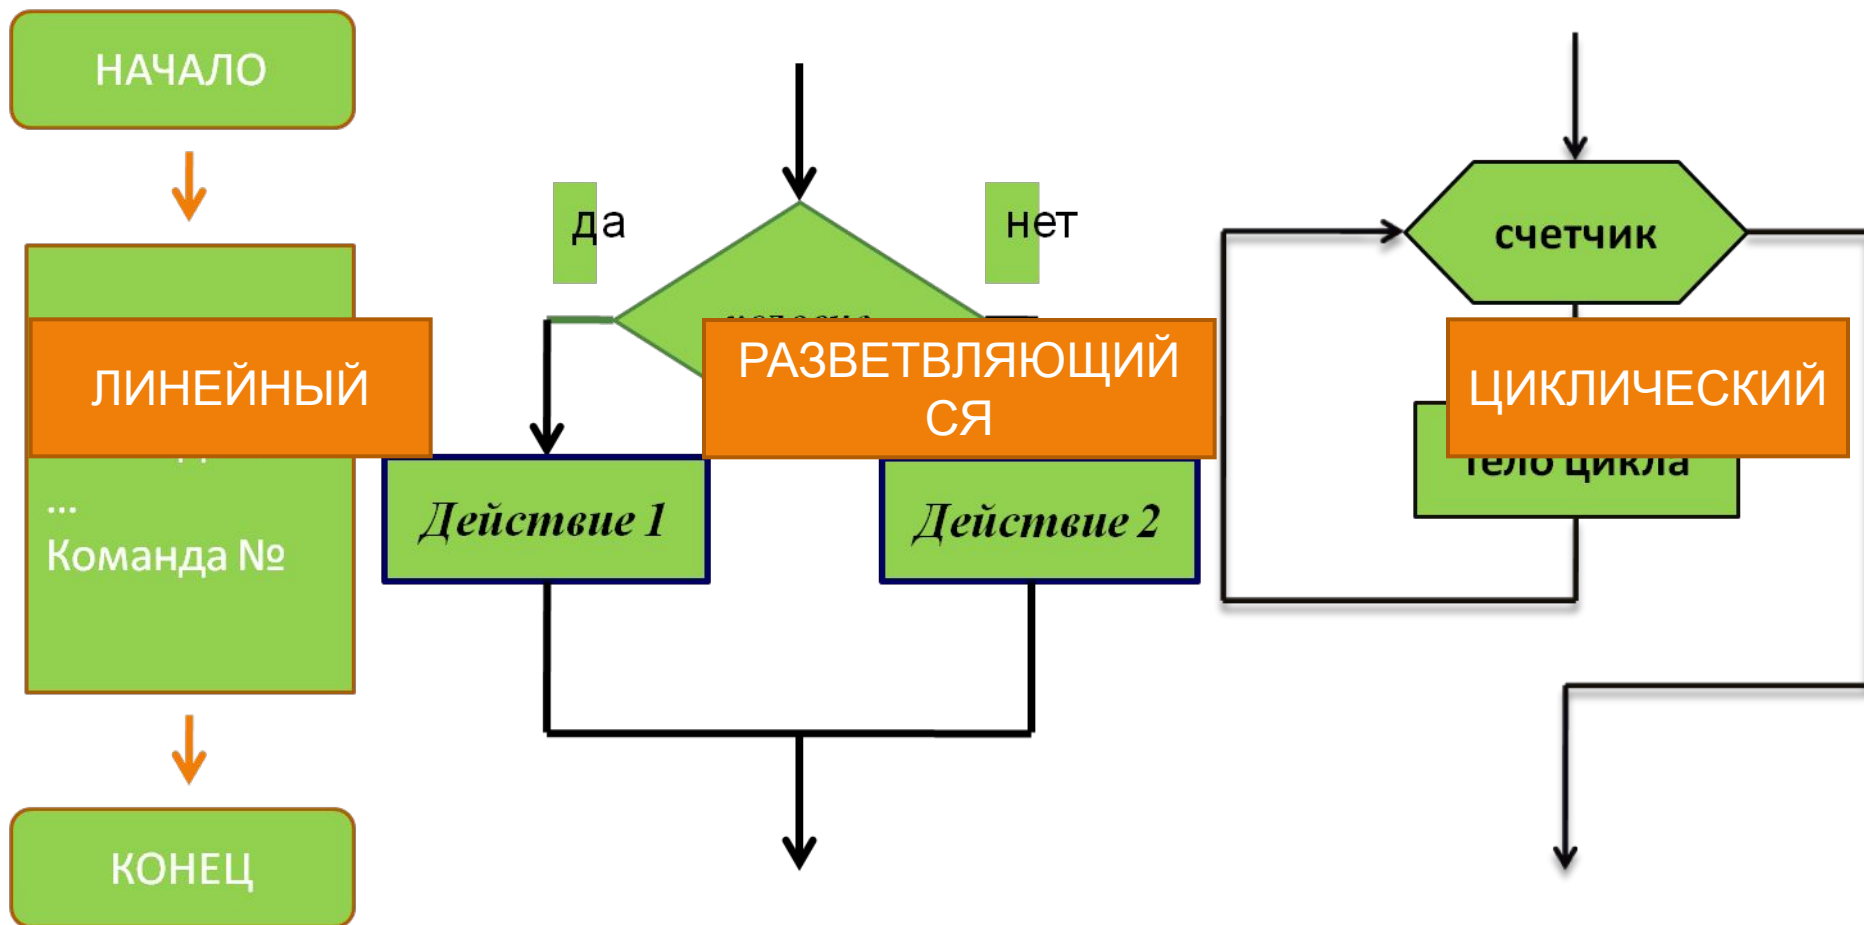 НАЧАЛО
ЛИНЕЙНЫЙ
...
Команда №
КОНЕЦ
да
нет
РАЗВЕТВЛЯЮЩИЙ
СЯ
Действие 1
Действие 2
счетчик
ЦИКЛИЧЕСКИЙ
тело цикла